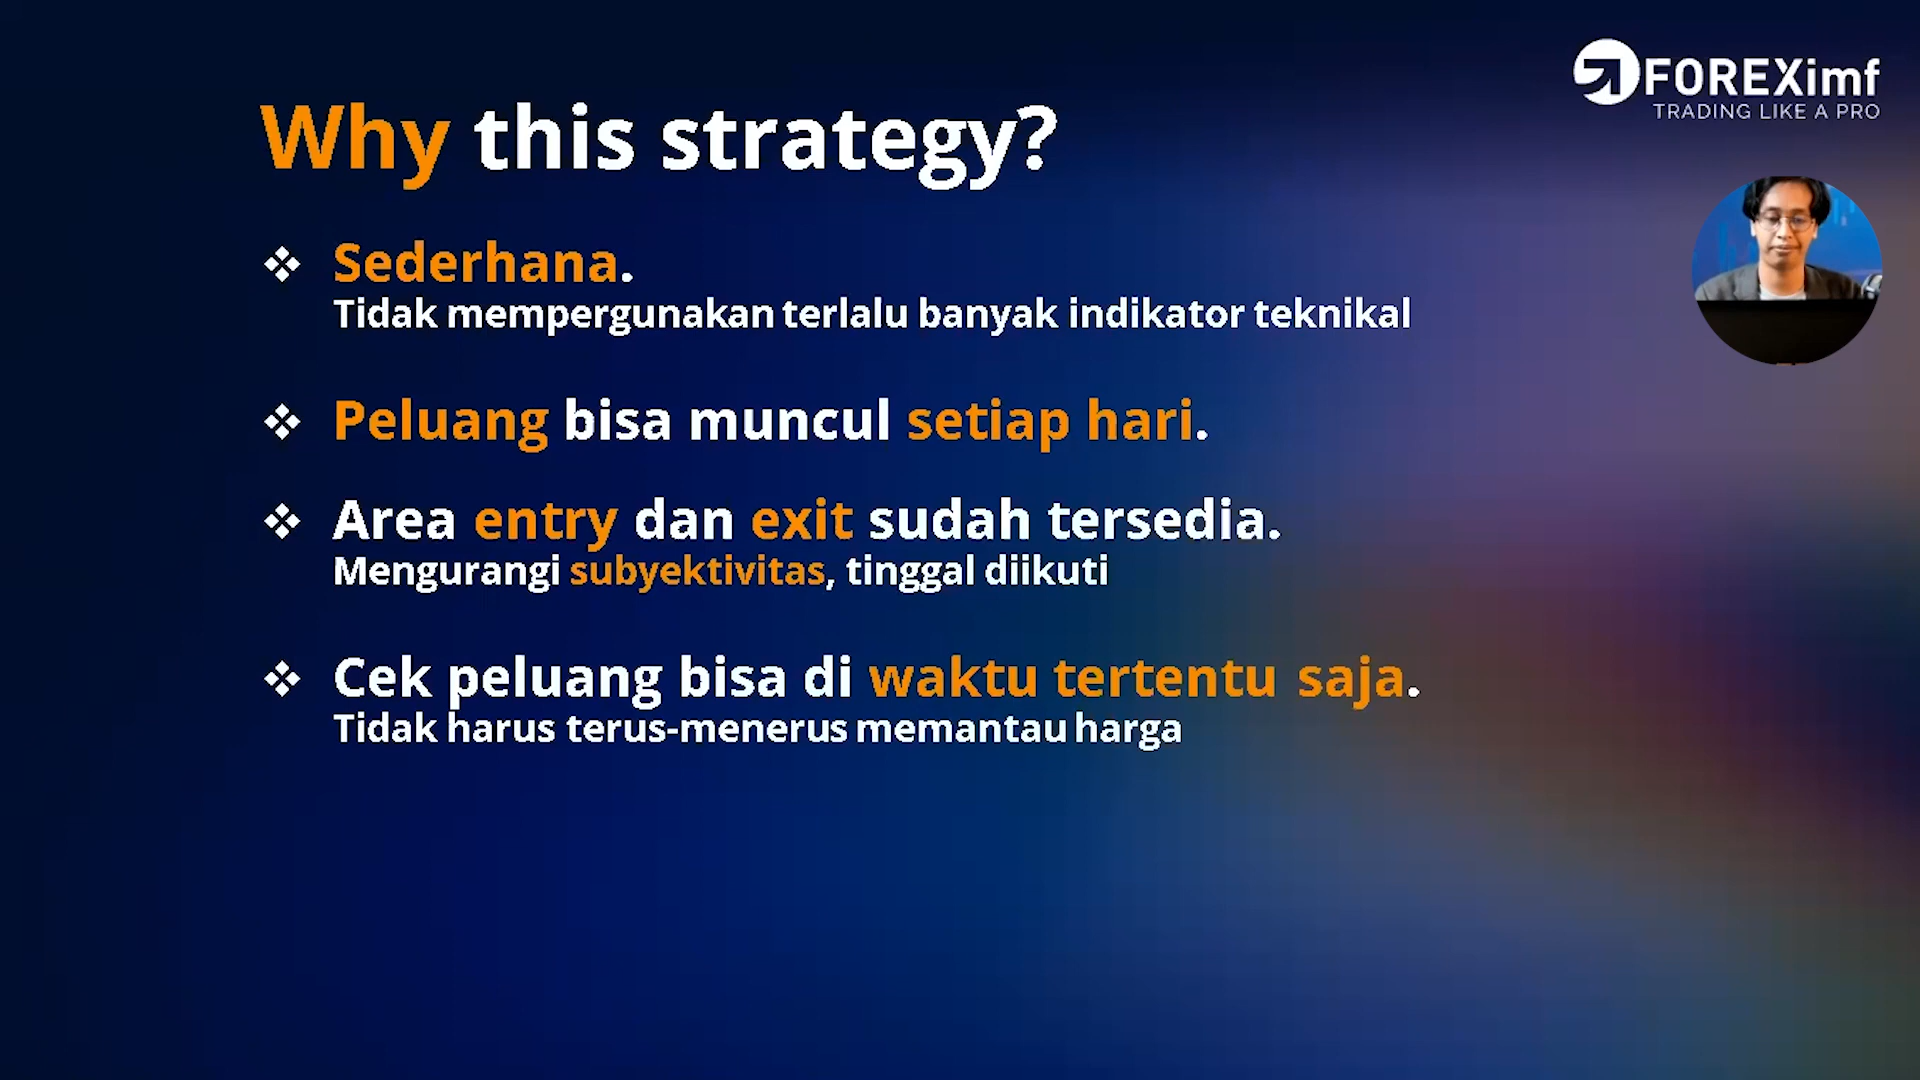 FOREXimf
TRADING LIKE A PRO
Why this strategy?
Sederhana.
Tidak mempergunakan terlalu banyak indikator teknikal
Peluang bisa muncul setiap hari.
Area entry dan exit sudah tersedia.
Mengurangi subyektivitas, tinggal diikuti
Cek peluang bisa di waktu tertentu saja.
Tidak harus terus-menerus memantau harga